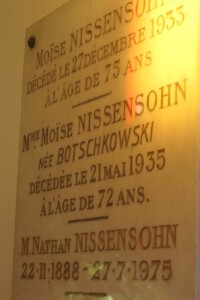 MOÏSE NISSENSOHN
DÉCÉDÉ LE 27 DÉCEMBRE 1933
À L'ÂGE DE 75 ANS
MME MOÏSE NISSENSOHN
NÉE BOTSCHKOWSKI
DÉCÉDÉE LE 21 MAI 1935
À L'ÂGE DE 72 ANS.
M. NATHAN NISSENSOHN
22-11-1888 - 27-7-1975